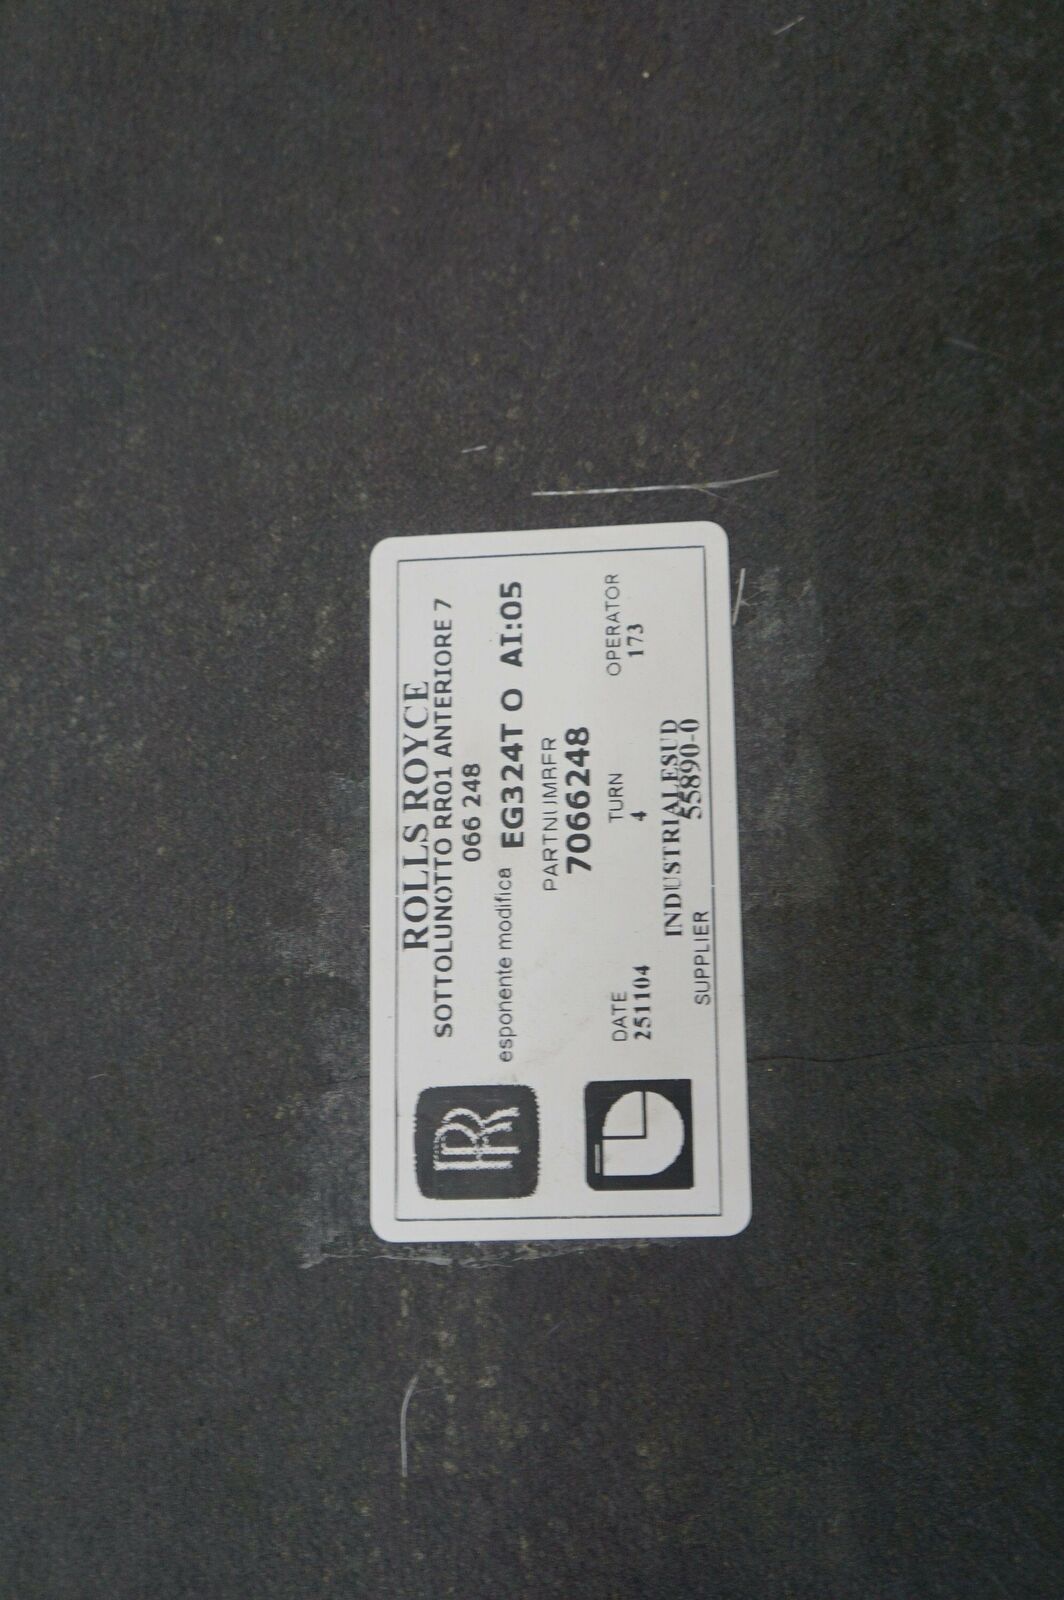 ROLLS ROYCE
SOTTOLUNOTTO RR01 ANTERIORE 7
066 248
esponente modifica EG324T O AI:05
PARTNUMBER
7066248
DATE TURN OPERATOR
251104 4 173
INDUSTRIALESUD
SUPPLIER 55890-0
RR